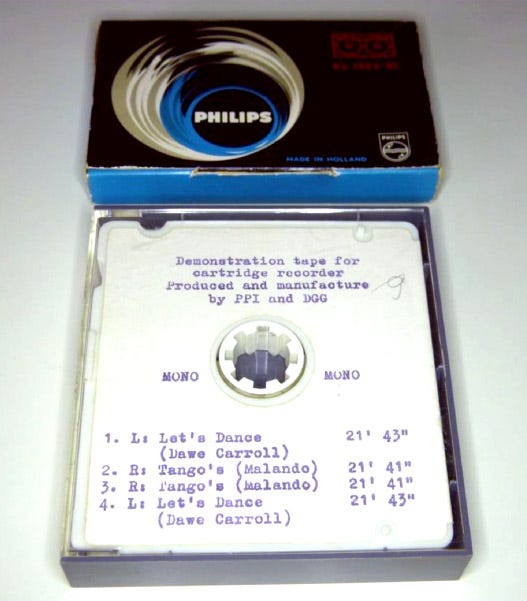 PHILIPS
PHILIPS
MADE IN HOLLAND
Demonstration tape for
cartridge recorder
Produced and manufacture
by PPI and DGG
MONO MONO
1. L: Let's Dance 21' 43"
(Dawe Carroll)
2. R: Tango's (Malando) 21' 41"
3. R: Tango's (Malando) 21' 41"
4. L: Let's Dance 21' 43"
(Dawe Carroll)